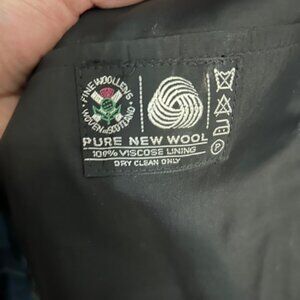 FINE WOOLLENS
WOVEN IN SCOTLAND
PURE NEW WOOL
100% VISCOSE LINING
DRY CLEAN ONLY
P